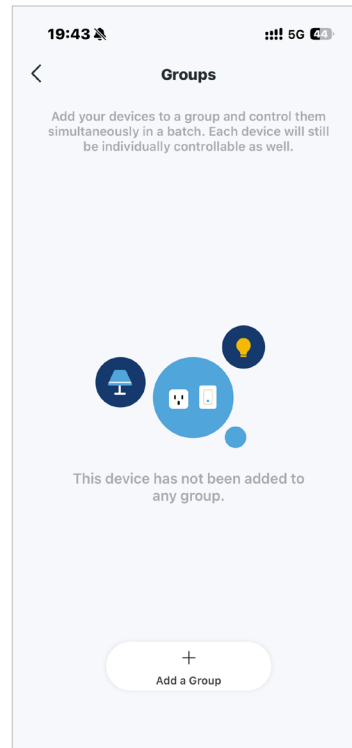 19:43
5G 44
Groups
Add your devices to a group and control them
simultaneously in a batch. Each device will still
be individually controllable as well.
This device has not been added to
any group.
Add a Group